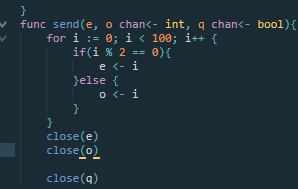 }
func send(e, o chan<- int, q chan<- bool){
    for i := 0; i < 100; i++ {
        if(i % 2 == 0){
            e <- i
        }else {
            o <- i
        }
    }
    close(e)
    close(o)

    close(q)